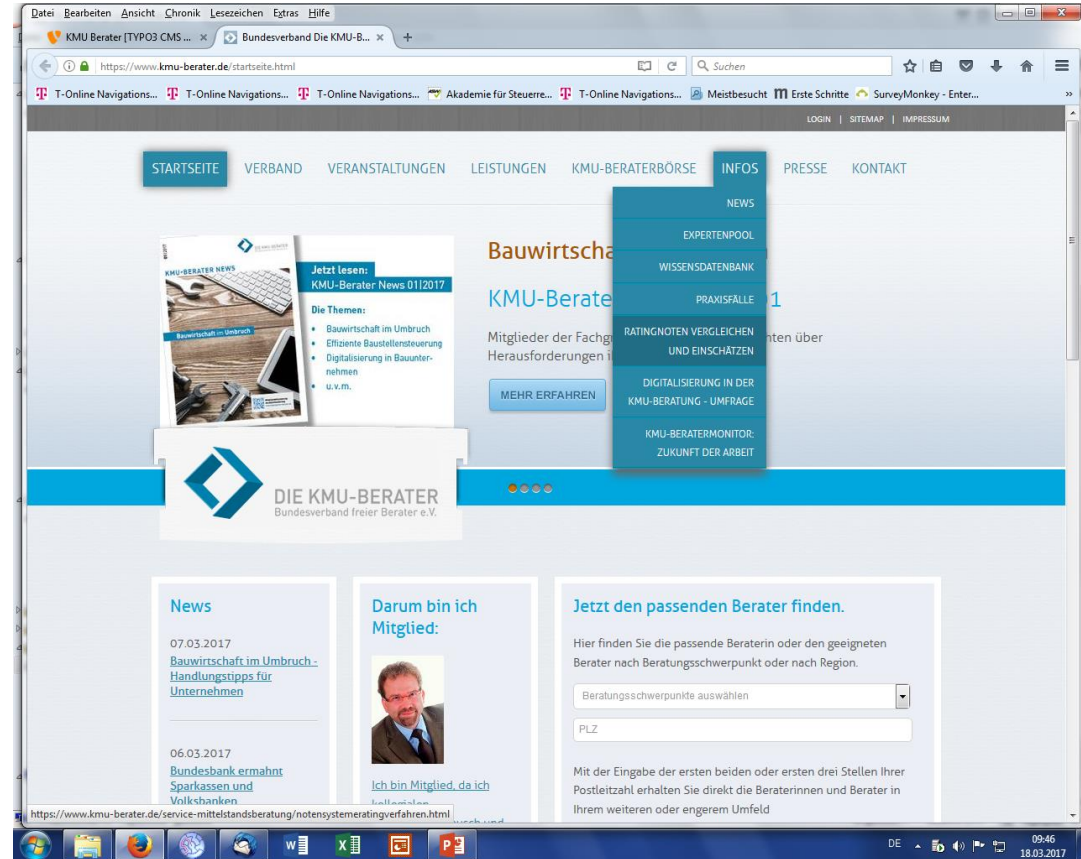 Datei Bearbeiten Ansicht Chronik Lesezeichen Extras Hilfe
KMU Berater [TYPO3 CMS ... × Bundesverband Die KMU-B... × +
https://www.kmu-berater.de/startseite.html
Suchen
T-Online Navigations... T-Online Navigations... T-Online Navigations... Akademie für Steuerre... T-Online Navigations... Meistbesucht Erste Schritte SurveyMonkey - Enter... »
LOGIN | SITEMAP | IMPRESSUM
STARTSEITE VERBAND VERANSTALTUNGEN LEISTUNGEN KMU-BERATERBÖRSE INFOS PRESSE KONTAKT
NEWS
EXPERTENPOOL
WISSENSDATENBANK
PRAXISFÄLLE
RATINGNOTEN VERGLEICHEN
UND EINSCHÄTZEN
DIGITALISIERUNG IN DER
KMU-BERATUNG - UMFRAGE
KMU-BERATERMONITOR:
ZUKUNFT DER ARBEIT
DIE KMU-BERATER
KMU-BERATER NEWS
Bauwirtschaft im Umbruch
Jetzt lesen:
KMU-Berater News 01|2017
Die Themen:
• Bauwirtschaft im Umbruch
• Effiziente Baustellensteuerung
• Digitalisierung in Bauunter-
nehmen
• u.v.m.
Bauwirtscha
KMU-Berate 1
Mitglieder der Fachg hten über
Herausforderungen i
MEHR ERFAHREN
DIE KMU-BERATER
Bundesverband freier Berater e.V.
News
07.03.2017
Bauwirtschaft im Umbruch -
Handlungstipps für
Unternehmen
06.03.2017
Bundesbank ermahnt
Sparkassen und
Volksbanken
Darum bin ich
Mitglied:
Ich bin Mitglied, da ich
kollegialen
Jetzt den passenden Berater finden.
Hier finden Sie die passende Beraterin oder den geeigneten
Berater nach Beratungsschwerpunkt oder nach Region.
Beratungsschwerpunkte auswählen
PLZ
Mit der Eingabe der ersten beiden oder ersten drei Stellen Ihrer
Postleitzahl erhalten Sie direkt die Beraterinnen und Berater in
Ihrem weiteren oder engerem Umfeld
https://www.kmu-berater.de/service-mittelstandsberatung/notensystemeratingverfahren.html
DE 09:46
18.03.2017